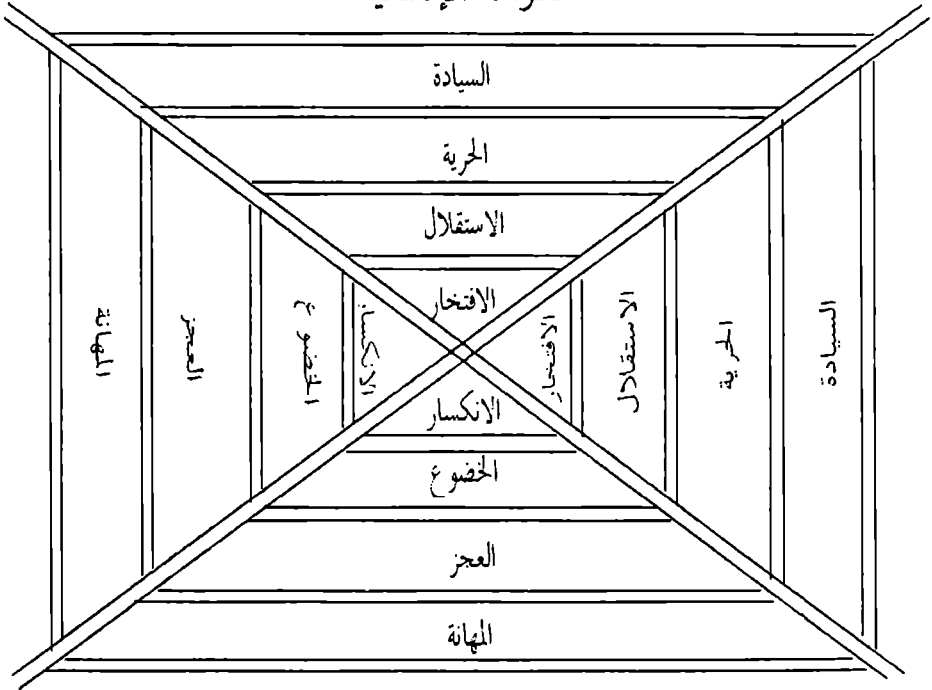 السيادة
الحرية
الاستقلال
الافتخار
السيادة
الحرية
الاستقلال
الافتخار
الانكسار
الخضوع
العجز
المهانة
الانكسار
الخضوع
العجز
المهانة